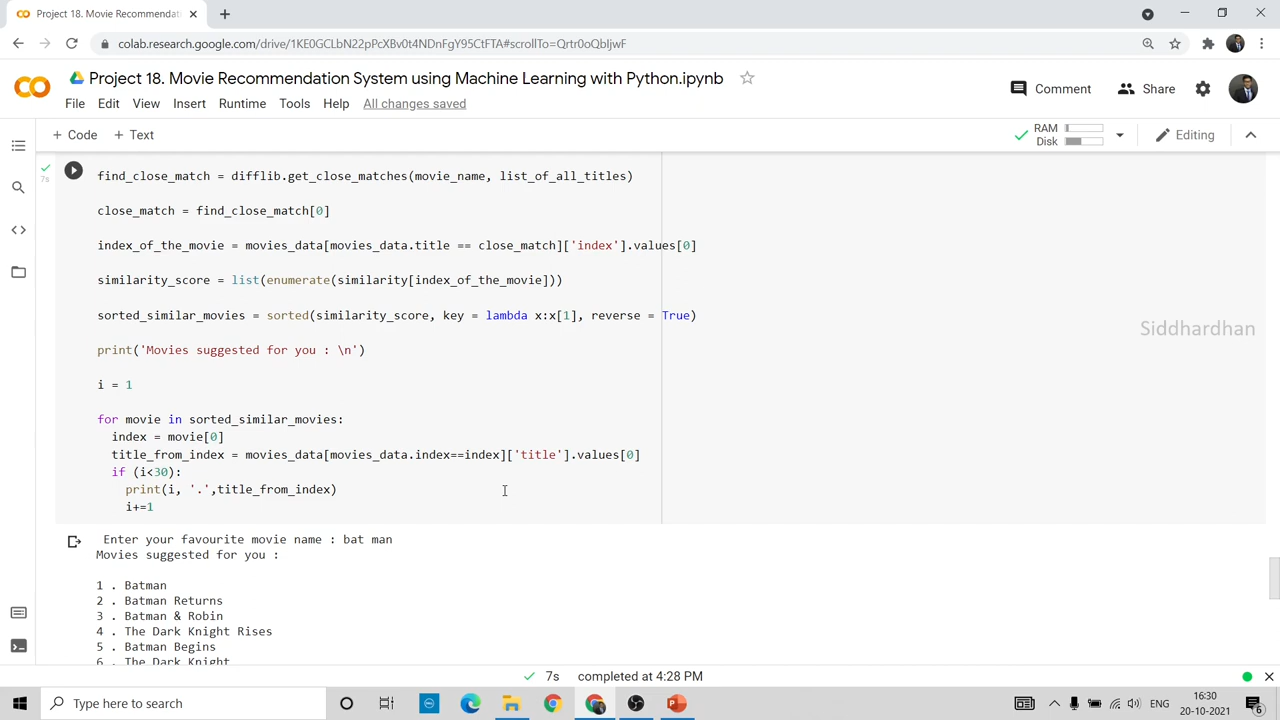 Project 18. Movie Recommendat
colab.research.google.com/drive/1KE0GCLbN22pPcXBv0t4NDnFgY95CtFTA#scrollTo=Qrtr0oQbljwF
Project 18. Movie Recommendation System using Machine Learning with Python.ipynb
Comment
Share
File Edit View Insert Runtime Tools Help All changes saved
+ Code + Text
RAM
Disk
Editing
7s
find_close_match = difflib.get_close_matches(movie_name, list_of_all_titles)
close_match = find_close_match[0]
index_of_the_movie = movies_data[movies_data.title == close_match]['index'].values[0]
similarity_score = list(enumerate(similarity[index_of_the_movie]))
sorted_similar_movies = sorted(similarity_score, key = lambda x:x[1], reverse = True)
Siddhardhan
print('Movies suggested for you : \n')
i = 1
for movie in sorted_similar_movies:
index = movie[0]
title_from_index = movies_data[movies_data.index==index]['title'].values[0]
if (i<30):
print(i, '.',title_from_index)
i+=1
Enter your favourite movie name : bat man
Movies suggested for you :
1 . Batman
2 . Batman Returns
3 . Batman & Robin
4 . The Dark Knight Rises
5 . Batman Begins
6 . The Dark Knight
7s completed at 4:28 PM
Type here to search
ENG
16:30
20-10-2021
6